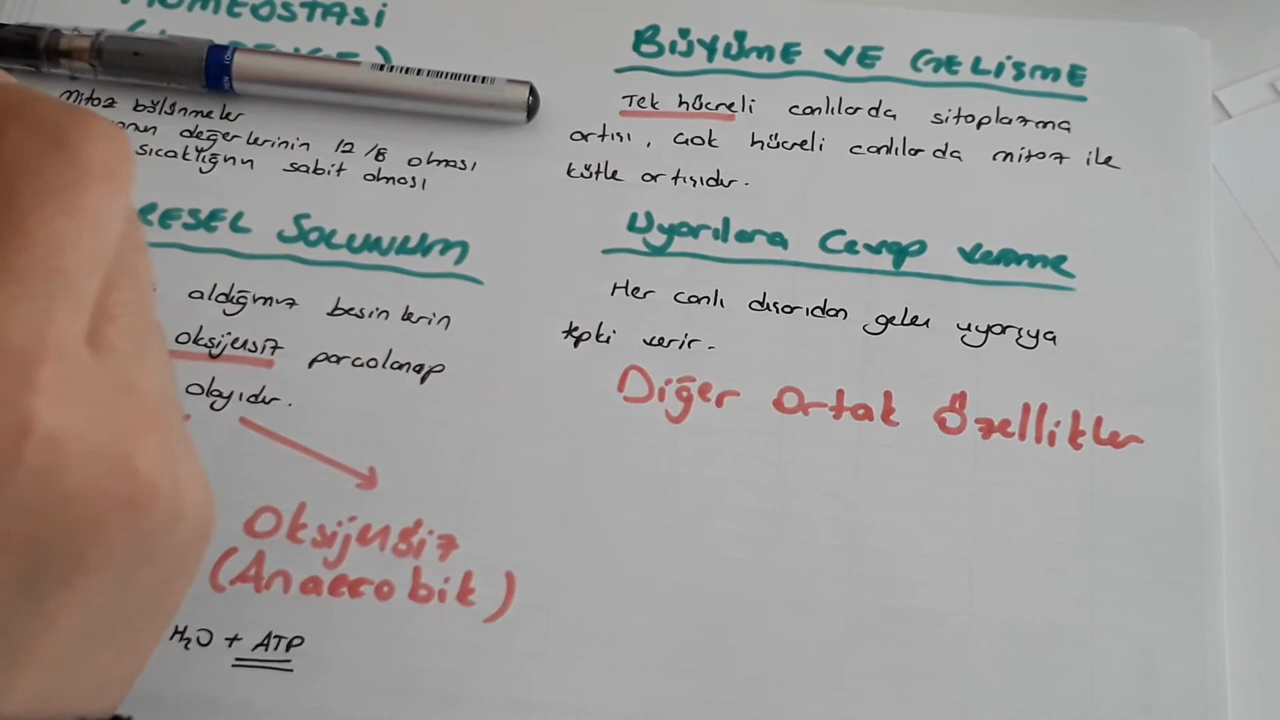 HOMEOSTASİ
mitoz bölünmeler
değerlerinin 12/8 olması
sıcaklığının sabit olması
RESEL SOLUNUM
aldığımız besinlerin
oksijensiz parçalanıp
olayıdır.
Oksijensiz
(Anaerobik)
H₂O + ATP
BÜYÜME VE GELİŞME
Tek hücreli canlılarda sitoplazma
artışı, çok hücreli canlılarda mitoz ile
kütle artışıdır.
Uyarılara Cevap Verme
Her canlı dışarıdan gelen uyarıya
tepki verir.
Diğer Ortak Özellikler